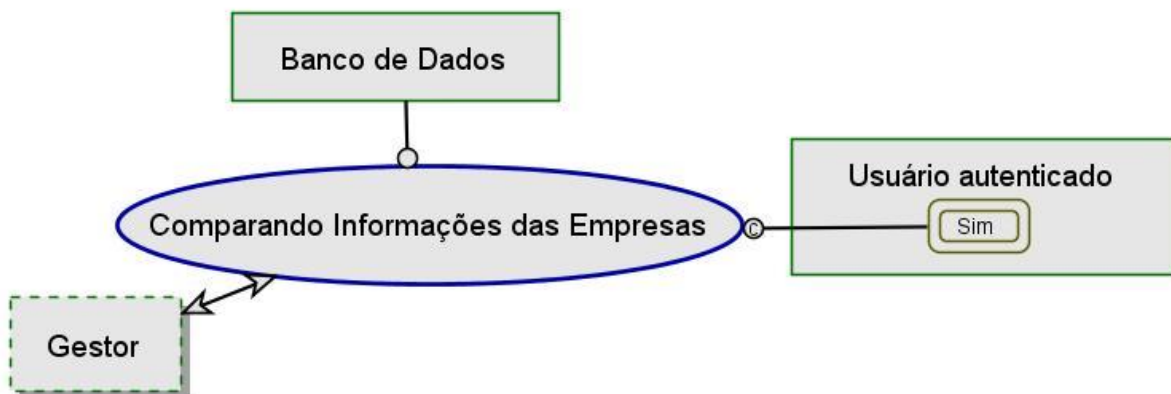 Banco de Dados
Usuário autenticado
Sim
Comparando Informações das Empresas
C
Gestor